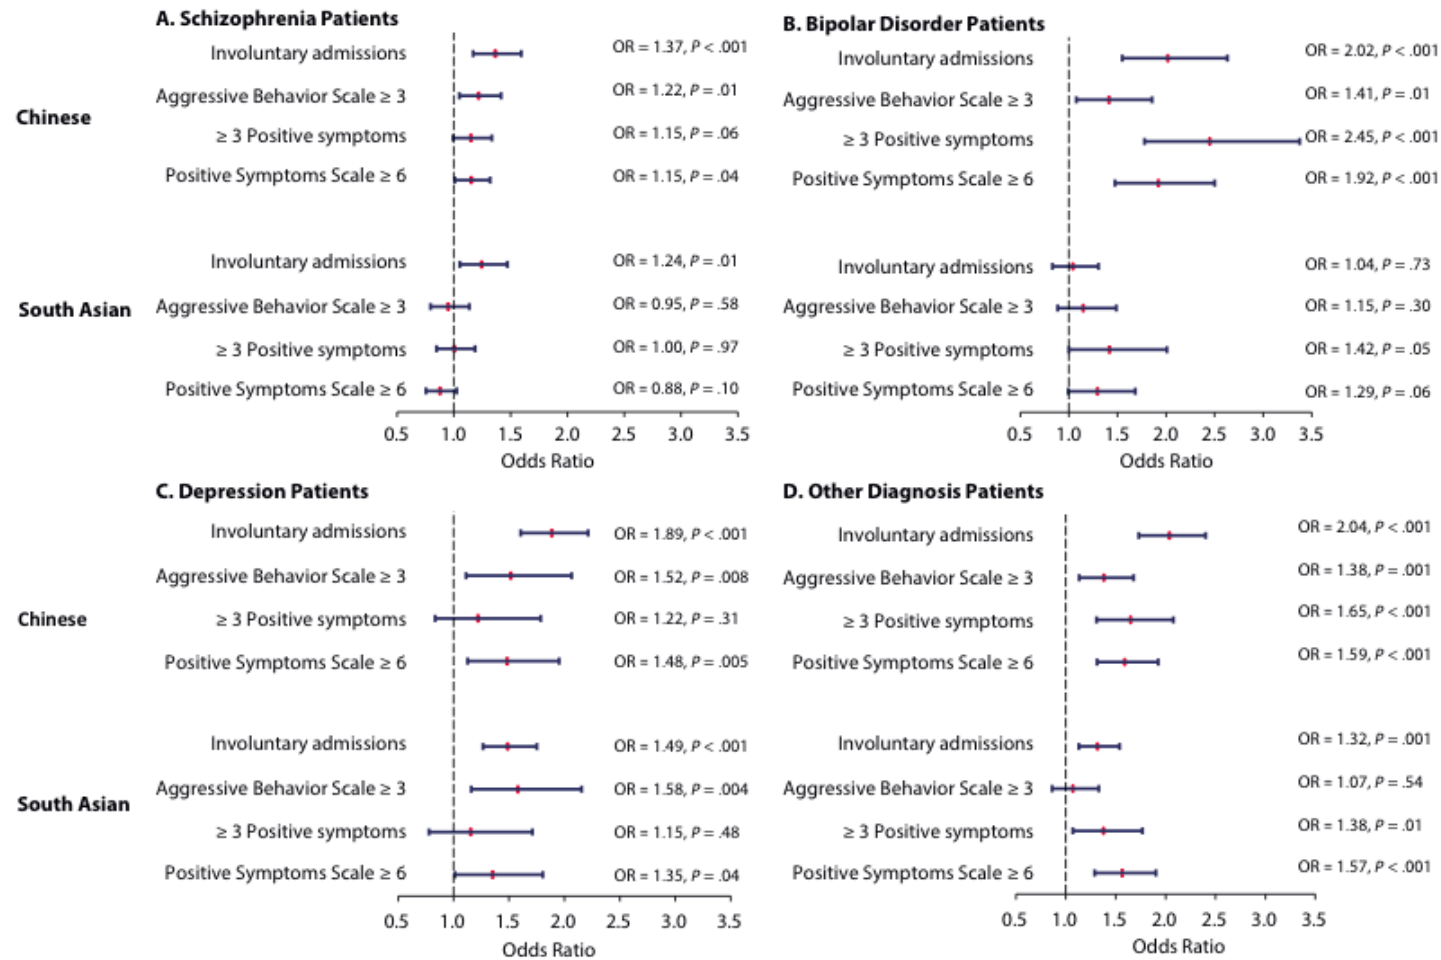 A. Schizophrenia Patients
Chinese
Involuntary admissions OR = 1.37, P < .001
Aggressive Behavior Scale ≥ 3 OR = 1.22, P = .01
≥ 3 Positive symptoms OR = 1.15, P = .06
Positive Symptoms Scale ≥ 6 OR = 1.15, P = .04
South Asian
Involuntary admissions OR = 1.24, P = .01
Aggressive Behavior Scale ≥ 3 OR = 0.95, P = .58
≥ 3 Positive symptoms OR = 1.00, P = .97
Positive Symptoms Scale ≥ 6 OR = 0.88, P = .10
0.5 1.0 1.5 2.0 2.5 3.0 3.5
Odds Ratio
B. Bipolar Disorder Patients
Involuntary admissions OR = 2.02, P < .001
Aggressive Behavior Scale ≥ 3 OR = 1.41, P = .01
≥ 3 Positive symptoms OR = 2.45, P < .001
Positive Symptoms Scale ≥ 6 OR = 1.92, P < .001
Involuntary admissions OR = 1.04, P = .73
Aggressive Behavior Scale ≥ 3 OR = 1.15, P = .30
≥ 3 Positive symptoms OR = 1.42, P = .05
Positive Symptoms Scale ≥ 6 OR = 1.29, P = .06
0.5 1.0 1.5 2.0 2.5 3.0 3.5
Odds Ratio
C. Depression Patients
Chinese
Involuntary admissions OR = 1.89, P < .001
Aggressive Behavior Scale ≥ 3 OR = 1.52, P = .008
≥ 3 Positive symptoms OR = 1.22, P = .31
Positive Symptoms Scale ≥ 6 OR = 1.48, P = .005
South Asian
Involuntary admissions OR = 1.49, P < .001
Aggressive Behavior Scale ≥ 3 OR = 1.58, P = .004
≥ 3 Positive symptoms OR = 1.15, P = .48
Positive Symptoms Scale ≥ 6 OR = 1.35, P = .04
0.5 1.0 1.5 2.0 2.5 3.0 3.5
Odds Ratio
D. Other Diagnosis Patients
Involuntary admissions OR = 2.04, P < .001
Aggressive Behavior Scale ≥ 3 OR = 1.38, P = .001
≥ 3 Positive symptoms OR = 1.65, P < .001
Positive Symptoms Scale ≥ 6 OR = 1.59, P < .001
Involuntary admissions OR = 1.32, P = .001
Aggressive Behavior Scale ≥ 3 OR = 1.07, P = .54
≥ 3 Positive symptoms OR = 1.38, P = .01
Positive Symptoms Scale ≥ 6 OR = 1.57, P < .001
0.5 1.0 1.5 2.0 2.5 3.0 3.5
Odds Ratio